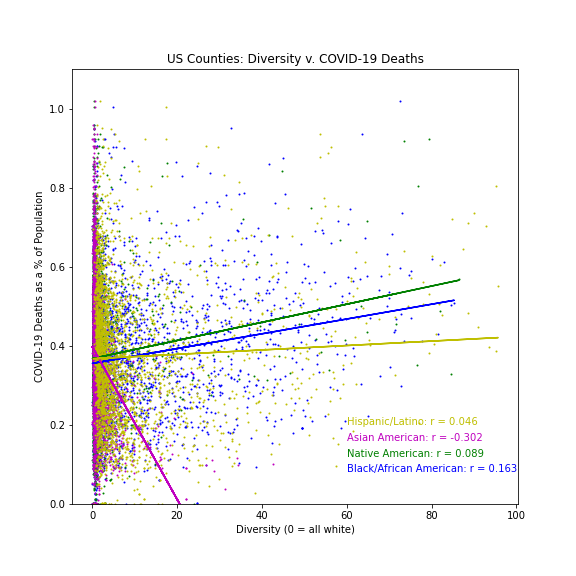 US Counties: Diversity v. COVID-19 Deaths
COVID-19 Deaths as a % of Population
1.0
0.8
0.6
0.4
0.2
0.0
Hispanic/Latino: r = 0.046
Asian American: r = -0.302
Native American: r = 0.089
Black/African American: r = 0.163
0 20 40 60 80 100
Diversity (0 = all white)